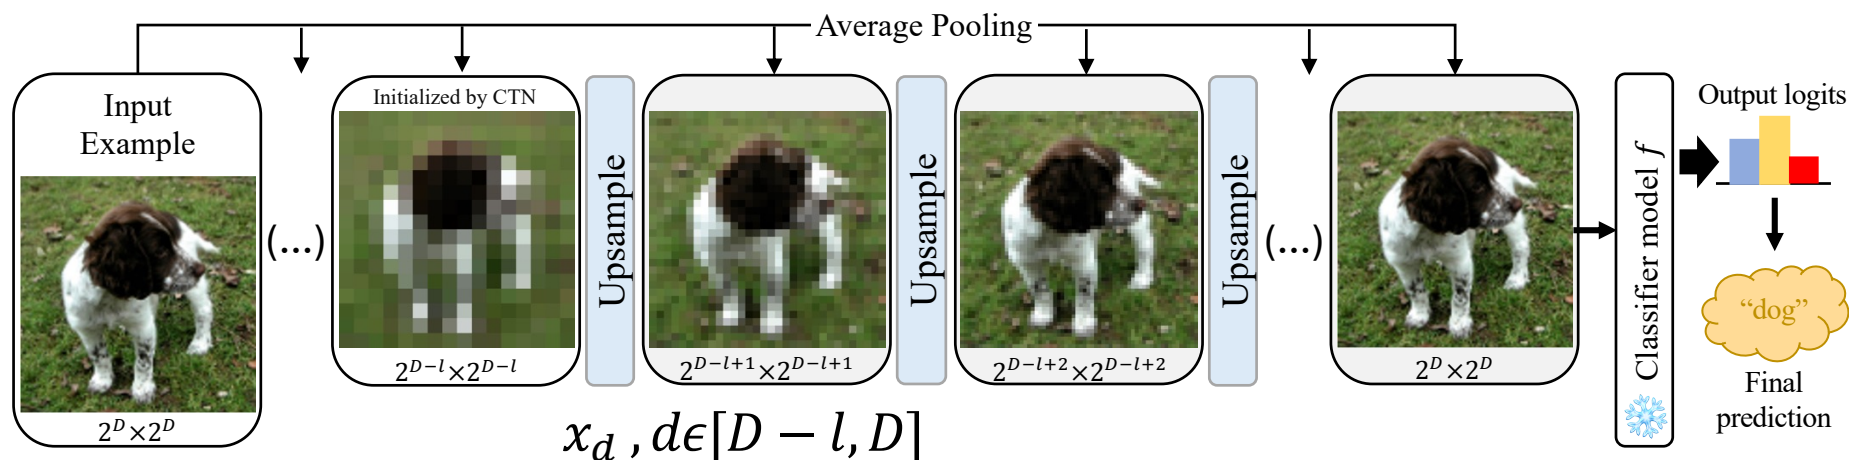 Average Pooling
Input
Example
2^D×2^D
(...)
Initialized by CTN
2^{D−l}×2^{D−l}
Upsample
2^{D−l+1}×2^{D−l+1}
Upsample
2^{D−l+2}×2^{D−l+2}
Upsample
(...)
2^D×2^D
x_d , dϵ[D − l, D]
Classifier model f
Output logits
“dog”
Final
prediction